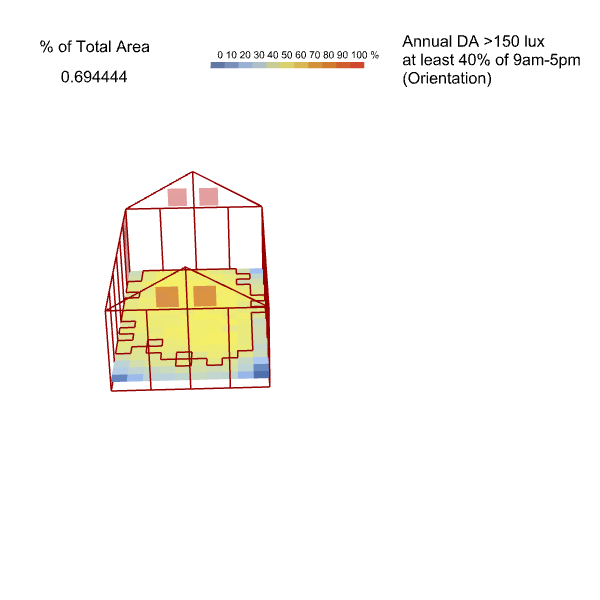 % of Total Area
0.694444
0 10 20 30 40 50 60 70 80 90 100 %
Annual DA >150 lux
at least 40% of 9am-5pm
(Orientation)